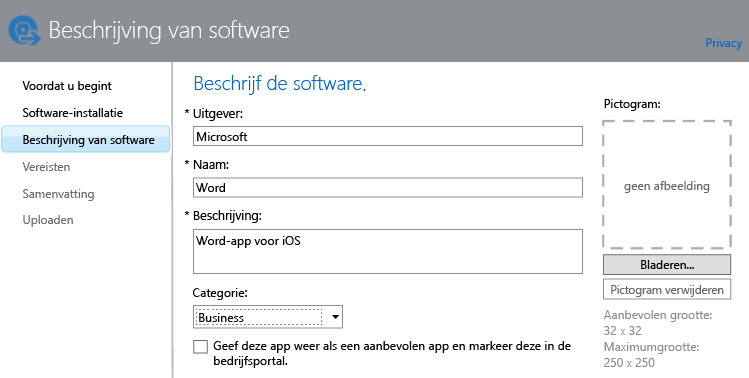 Beschrijving van software
Privacy
Voordat u begint
Software-installatie
Beschrijving van software
Vereisten
Samenvatting
Uploaden
Beschrijf de software.
* Uitgever:
Microsoft
* Naam:
Word
* Beschrijving:
Word-app voor iOS
Categorie:
Business
Geef deze app weer als een aanbevolen app en markeer deze in de
bedrijfsportal.
Pictogram:
geen afbeelding
Bladeren...
Pictogram verwijderen
Aanbevolen grootte:
32 x 32
Maximumgrootte:
250 x 250